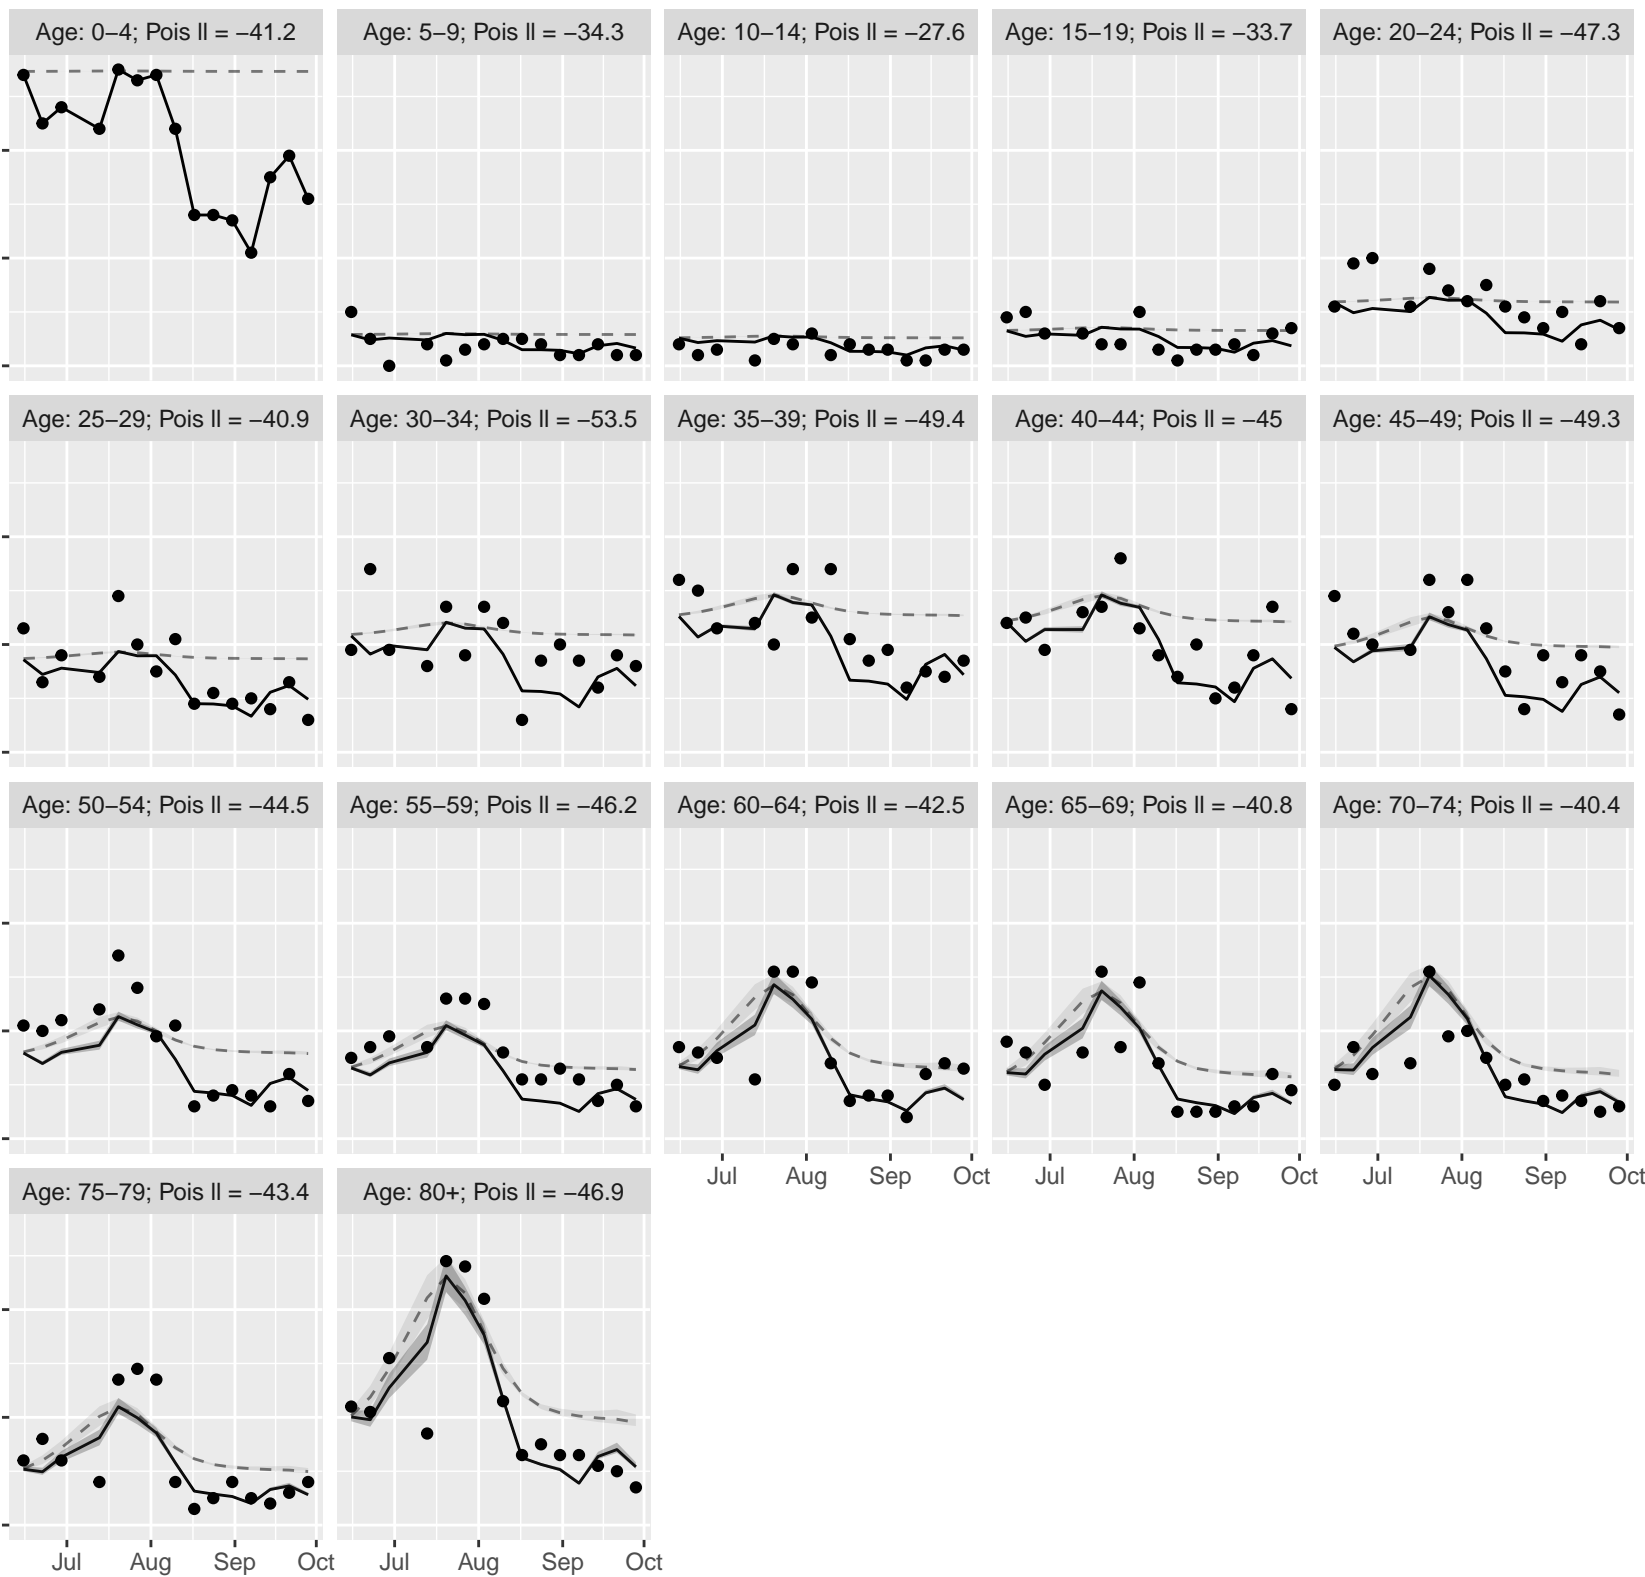 Age: 0–4; Pois ll = −41.2
Age: 5–9; Pois ll = −34.3
Age: 10–14; Pois ll = −27.6
Age: 15–19; Pois ll = −33.7
Age: 20–24; Pois ll = −47.3
Age: 25–29; Pois ll = −40.9
Age: 30–34; Pois ll = −53.5
Age: 35–39; Pois ll = −49.4
Age: 40–44; Pois ll = −45
Age: 45–49; Pois ll = −49.3
Age: 50–54; Pois ll = −44.5
Age: 55–59; Pois ll = −46.2
Age: 60–64; Pois ll = −42.5
Age: 65–69; Pois ll = −40.8
Age: 70–74; Pois ll = −40.4
Jul Aug Sep Oct
Jul Aug Sep Oct
Jul Aug Sep Oct
Age: 75–79; Pois ll = −43.4
Age: 80+; Pois ll = −46.9
Jul Aug Sep Oct
Jul Aug Sep Oct